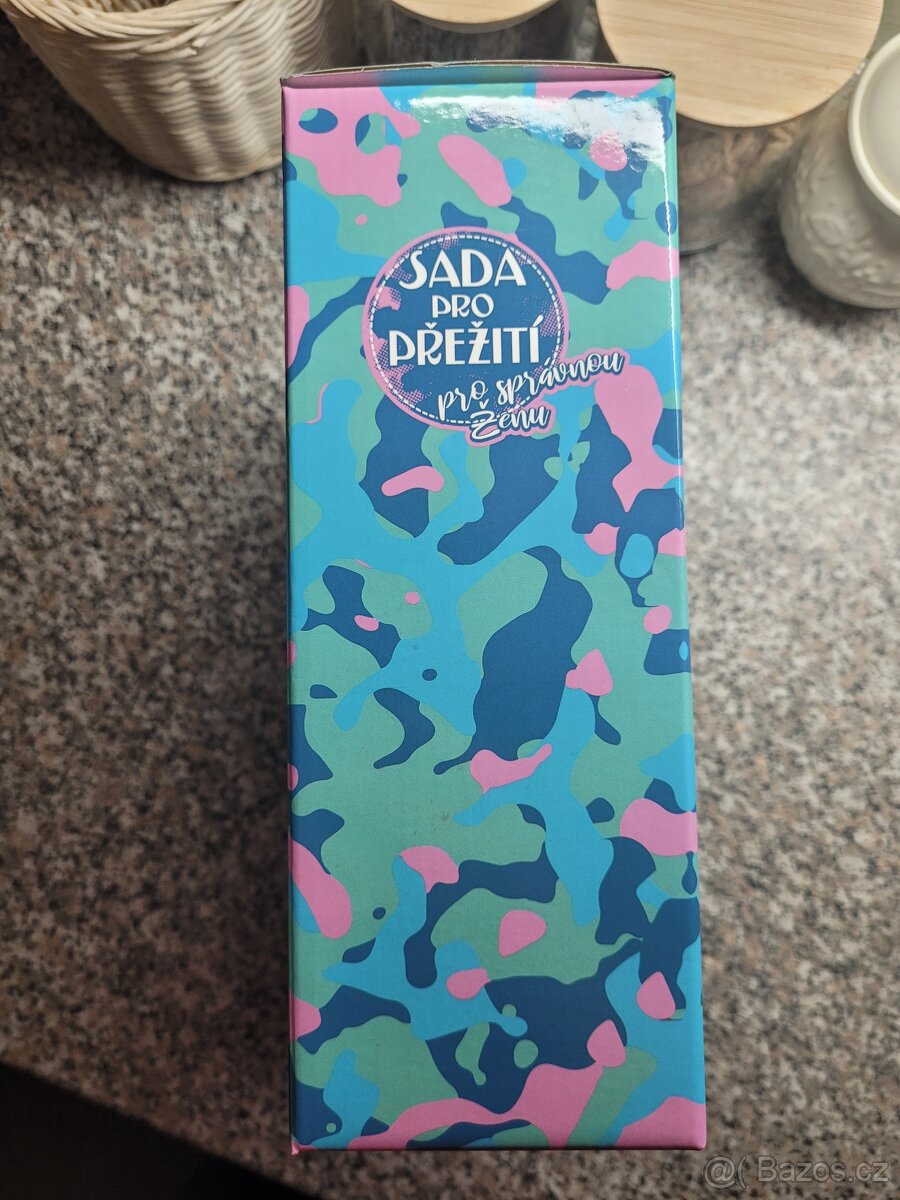 SADA
PRO
PŘEŽITÍ
pro správnou
Ženu
@( Bazos.cz